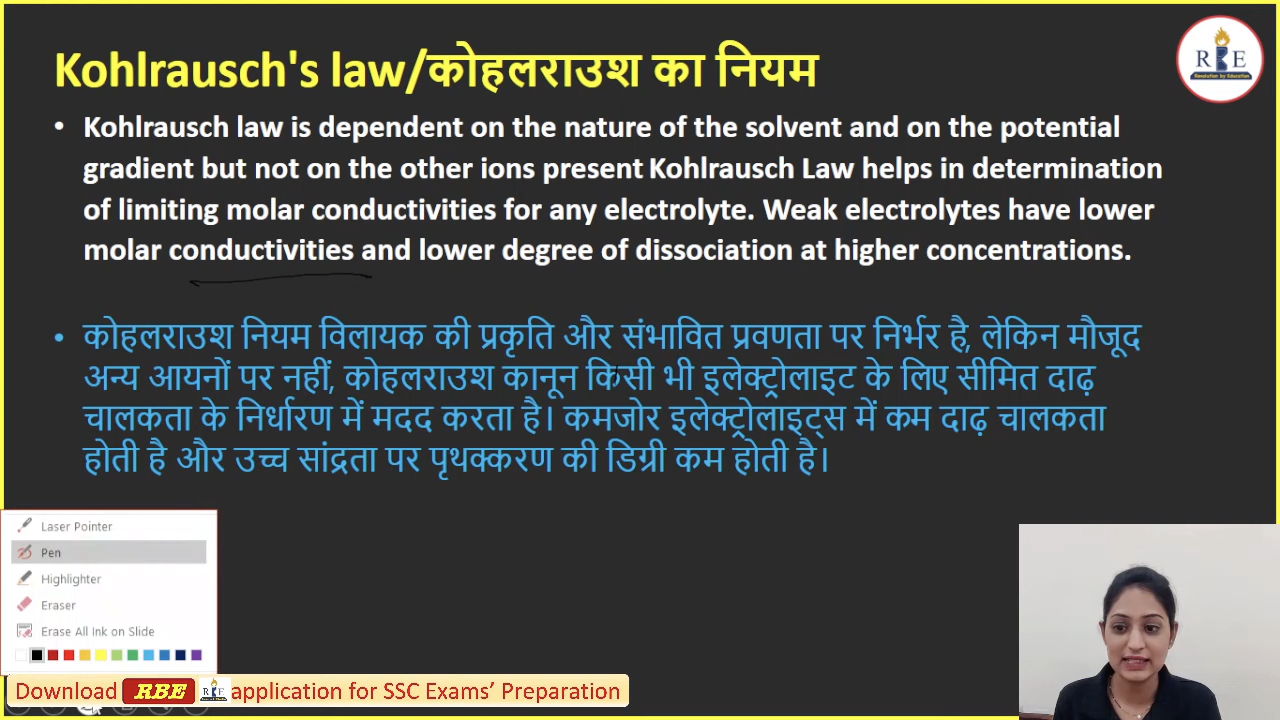 Kohlrausch's law/कोहलराउश का नियम
RBE
Revolution by Education
• Kohlrausch law is dependent on the nature of the solvent and on the potential
gradient but not on the other ions present Kohlrausch Law helps in determination
of limiting molar conductivities for any electrolyte. Weak electrolytes have lower
molar conductivities and lower degree of dissociation at higher concentrations.
• कोहलराउश नियम विलायक की प्रकृति और संभावित प्रवणता पर निर्भर है, लेकिन मौजूद
अन्य आयनों पर नहीं, कोहलराउश कानून किसी भी इलेक्ट्रोलाइट के लिए सीमित दाढ़
चालकता के निर्धारण में मदद करता है। कमजोर इलेक्ट्रोलाइट्स में कम दाढ़ चालकता
होती है और उच्च सांद्रता पर पृथक्करण की डिग्री कम होती है।
Laser Pointer
Pen
Highlighter
Eraser
Erase All Ink on Slide
Download RBE RBE application for SSC Exams’ Preparation